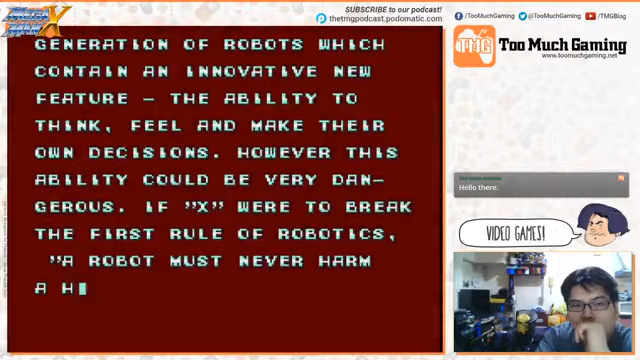 MEGA MAN X
SUBSCRIBE to our podcast!
thetmgpodcast.podomatic.com
/TooMuchGaming
@TooMuchGaming
/TMGBlog
TMG
Too Much Gaming
www.toomuchgaming.net
GENERATION OF ROBOTS WHICH
CONTAIN AN INNOVATIVE NEW
FEATURE - THE ABILITY TO
THINK, FEEL AND MAKE THEIR
OWN DECISIONS. HOWEVER THIS
ABILITY COULD BE VERY DAN-
GEROUS. IF "X" WERE TO BREAK
THE FIRST RULE OF ROBOTICS,
"A ROBOT MUST NEVER HARM
A H
Hello there.
VIDEO GAMES!